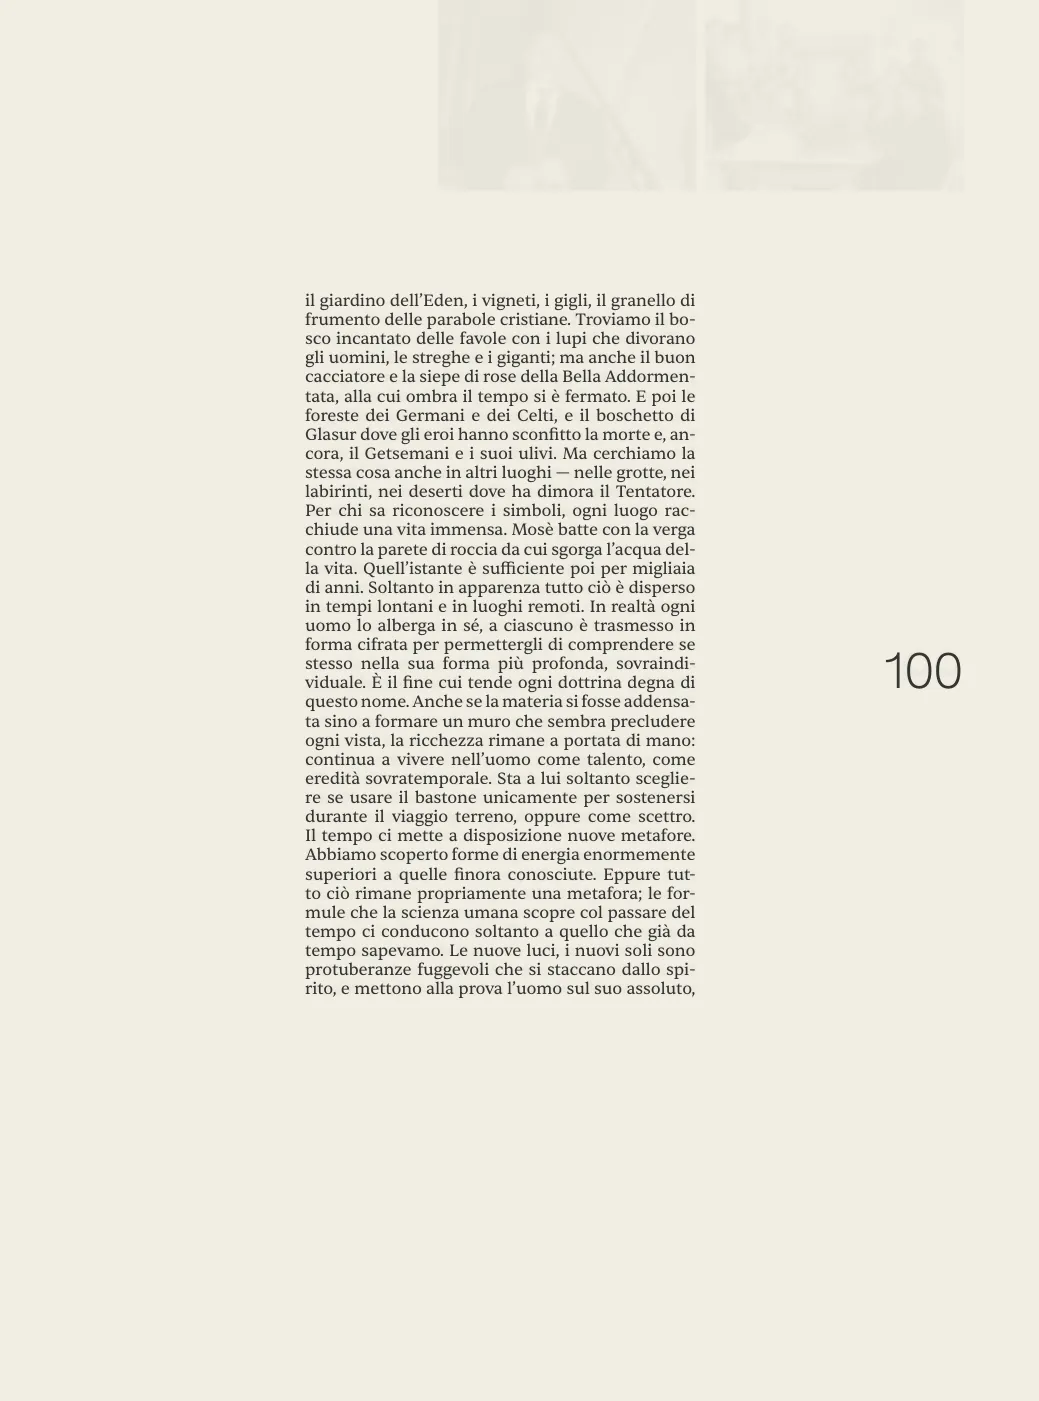 il giardino dell’Eden, i vigneti, i gigli, il granello di
frumento delle parabole cristiane. Troviamo il bo-
sco incantato delle favole con i lupi che divorano
gli uomini, le streghe e i giganti; ma anche il buon
cacciatore e la siepe di rose della Bella Addormen-
tata, alla cui ombra il tempo si è fermato. E poi le
foreste dei Germani e dei Celti, e il boschetto di
Glasur dove gli eroi hanno sconfitto la morte e, an-
cora, il Getsemani e i suoi ulivi. Ma cerchiamo la
stessa cosa anche in altri luoghi — nelle grotte, nei
labirinti, nei deserti dove ha dimora il Tentatore.
Per chi sa riconoscere i simboli, ogni luogo rac-
chiude una vita immensa. Mosè batte con la verga
contro la parete di roccia da cui sgorga l’acqua del-
la vita. Quell’istante è sufficiente poi per migliaia
di anni. Soltanto in apparenza tutto ciò è disperso
in tempi lontani e in luoghi remoti. In realtà ogni
uomo lo alberga in sé, a ciascuno è trasmesso in
forma cifrata per permettergli di comprendere se
stesso nella sua forma più profonda, sovraindi-
viduale. È il fine cui tende ogni dottrina degna di
questo nome. Anche se la materia si fosse addensa-
ta sino a formare un muro che sembra precludere
ogni vista, la ricchezza rimane a portata di mano:
continua a vivere nell’uomo come talento, come
eredità sovratemporale. Sta a lui soltanto sceglie-
re se usare il bastone unicamente per sostenersi
durante il viaggio terreno, oppure come scettro.
Il tempo ci mette a disposizione nuove metafore.
Abbiamo scoperto forme di energia enormemente
superiori a quelle finora conosciute. Eppure tut-
to ciò rimane propriamente una metafora; le for-
mule che la scienza umana scopre col passare del
tempo ci conducono soltanto a quello che già da
tempo sapevamo. Le nuove luci, i nuovi soli sono
protuberanze fuggevoli che si staccano dallo spi-
rito, e mettono alla prova l’uomo sul suo assoluto,
100